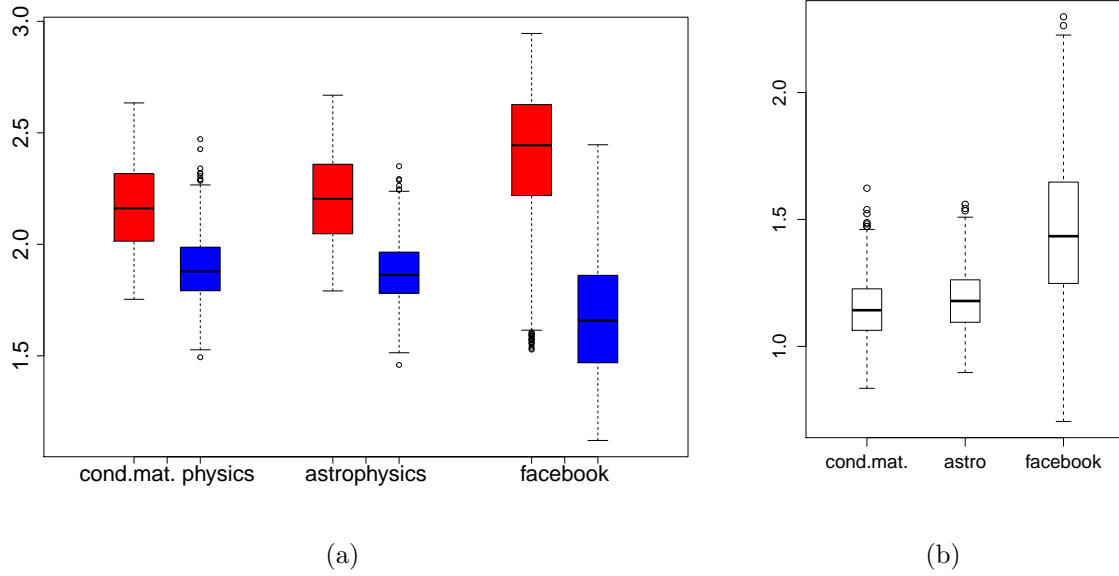 3.0
2.5
2.0
1.5
cond.mat. physics astrophysics facebook
(a)
2.0
1.5
1.0
cond.mat. astro facebook
(b)